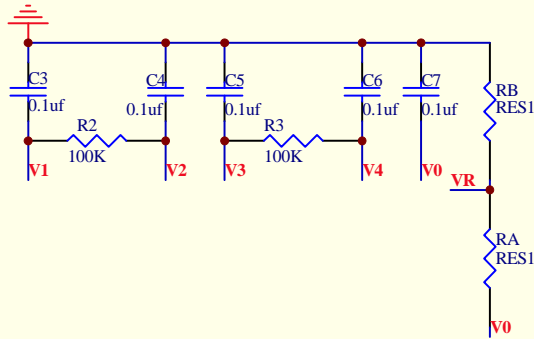 C3
C4
C5
C6
C7
RB
0.1uf
0.1uf
0.1uf
0.1uf
0.1uf
RES1
R2
R3
100K
100K
V1
V2
V3
V4
V0
VR
RA
RES1
V0